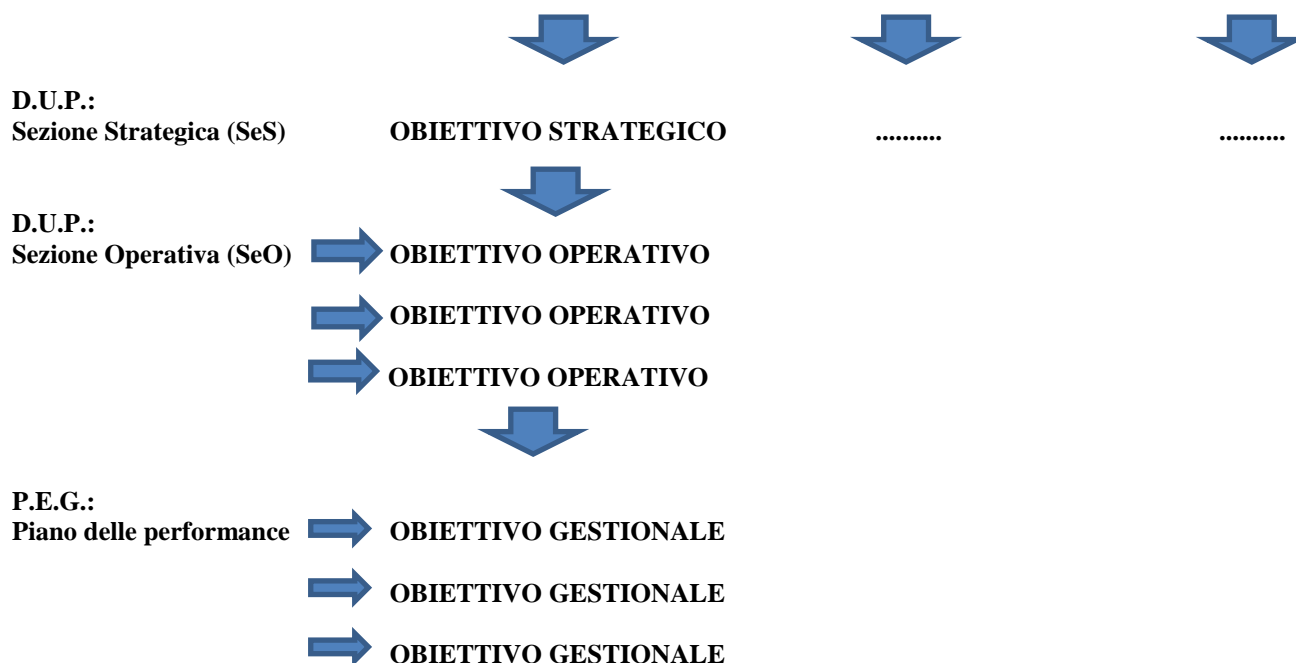 D.U.P.:
Sezione Strategica (SeS) OBIETTIVO STRATEGICO .......... ..........
D.U.P.:
Sezione Operativa (SeO) OBIETTIVO OPERATIVO
OBIETTIVO OPERATIVO
OBIETTIVO OPERATIVO
P.E.G.:
Piano delle performance OBIETTIVO GESTIONALE
OBIETTIVO GESTIONALE
OBIETTIVO GESTIONALE